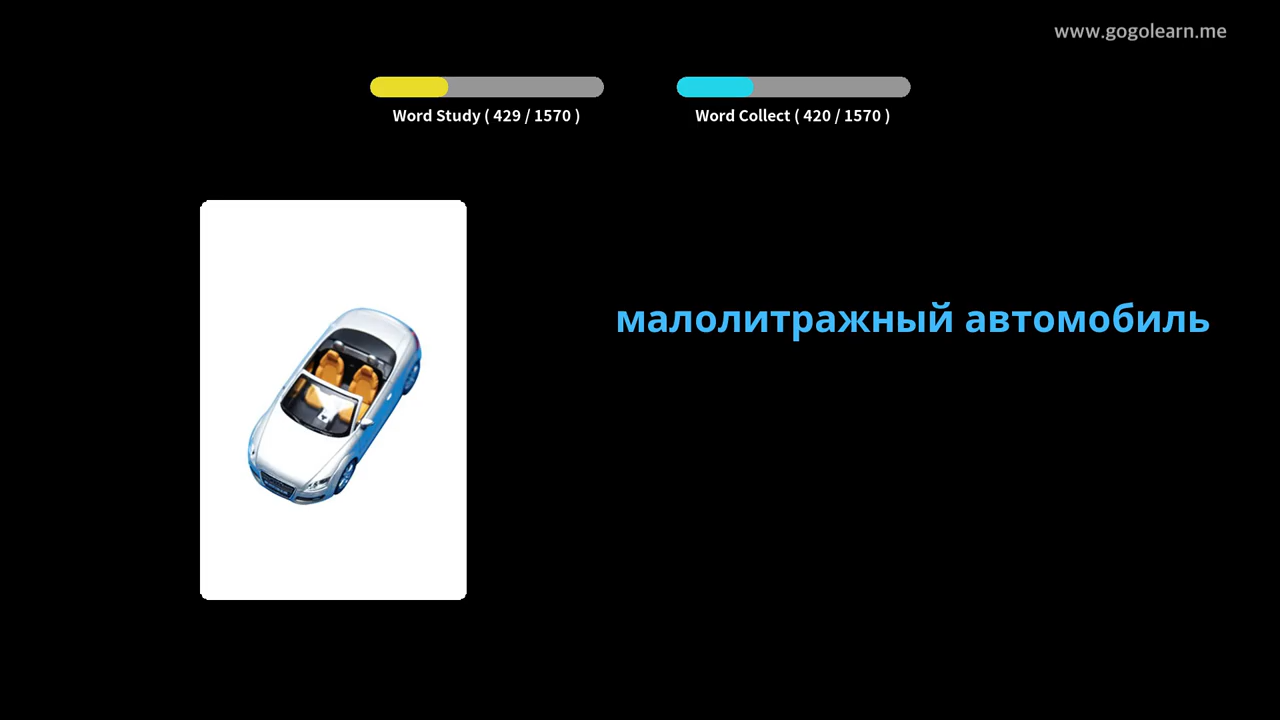 www.gogolearn.me
Word Study ( 429 / 1570 )
Word Collect ( 420 / 1570 )
малолитражный автомобиль